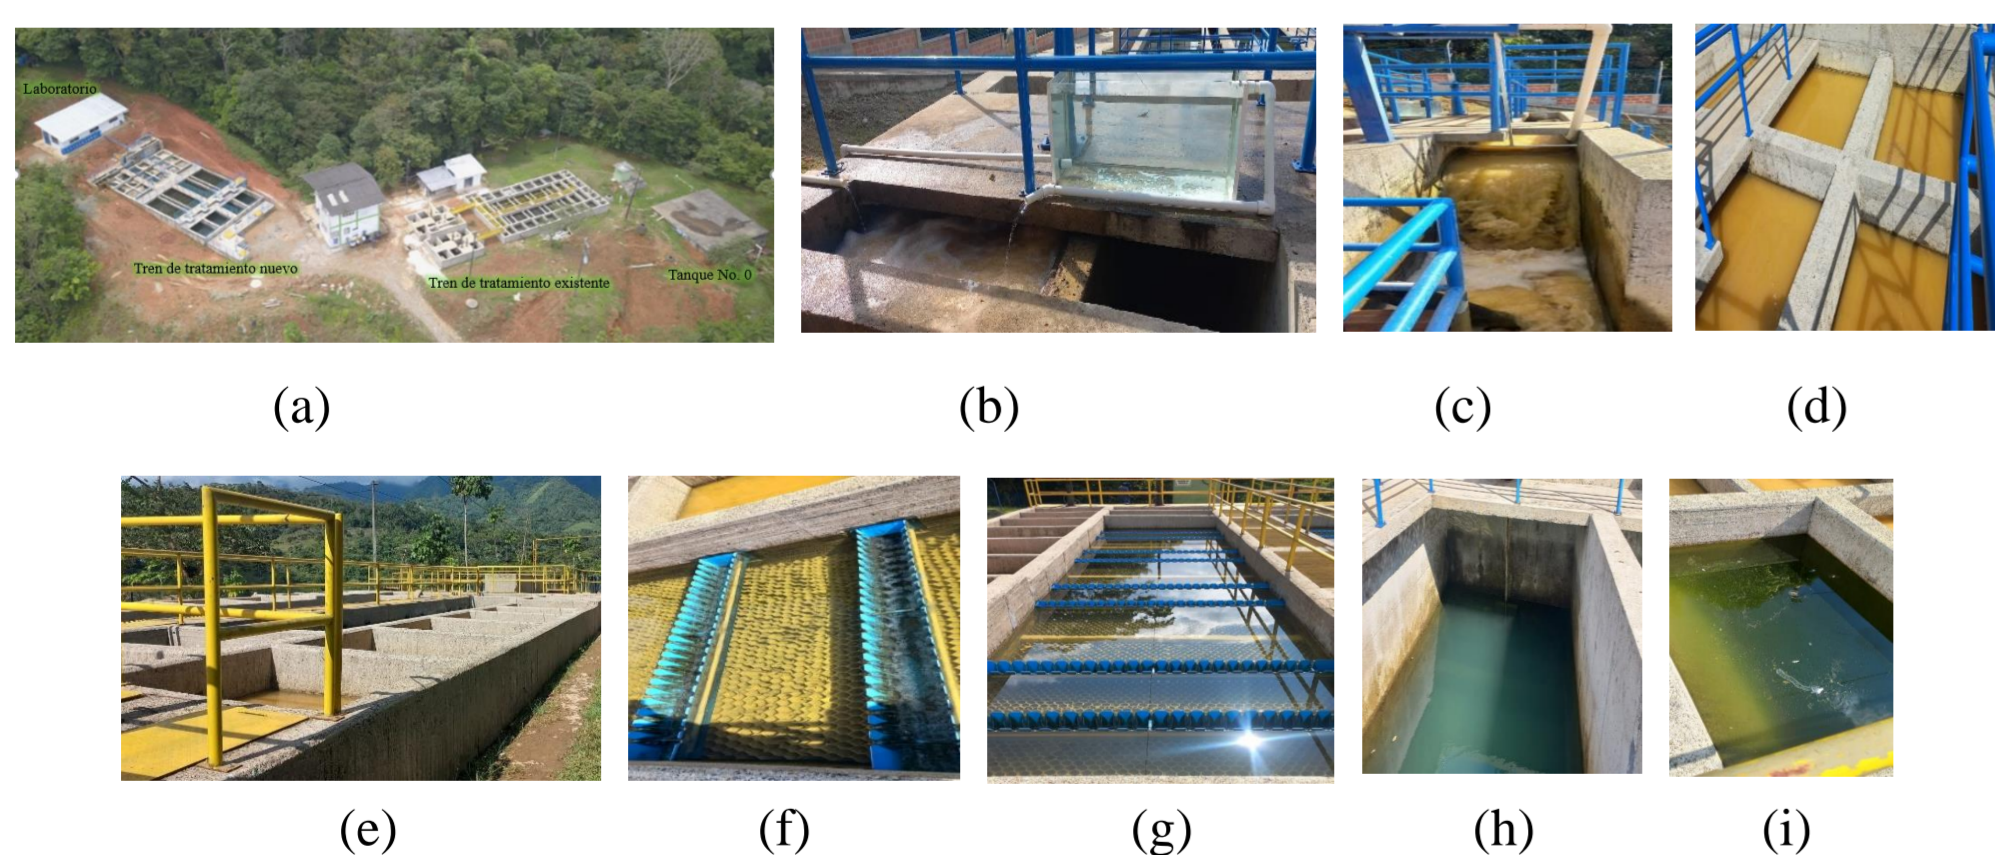 Laboratorio
Tren de tratamiento nuevo
Tren de tratamiento existente
Tanque No. 0
(a)
(b)
(c)
(d)
(e)
(f)
(g)
(h)
(i)